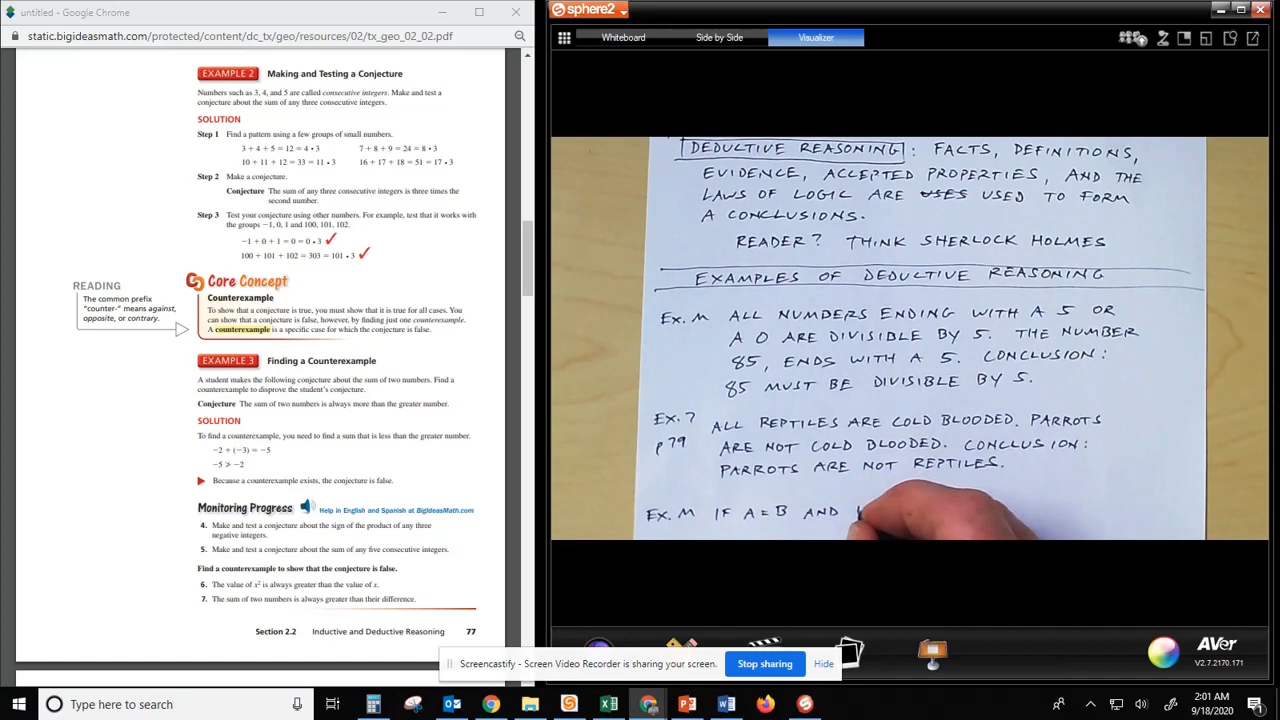 untitled - Google Chrome
static.bigideasmath.com/protected/content/dc_tx/geo/resources/02/tx_geo_02_02.pdf
EXAMPLE 2 Making and Testing a Conjecture
Numbers such as 3, 4, and 5 are called consecutive integers. Make and test a
conjecture about the sum of any three consecutive integers.
SOLUTION
Step 1 Find a pattern using a few groups of small numbers.
3 + 4 + 5 = 12 = 4 • 3 7 + 8 + 9 = 24 = 8 • 3
10 + 11 + 12 = 33 = 11 • 3 16 + 17 + 18 = 51 = 17 • 3
Step 2 Make a conjecture.
Conjecture The sum of any three consecutive integers is three times the
second number.
Step 3 Test your conjecture using other numbers. For example, test that it works with
the groups −1, 0, 1 and 100, 101, 102.
−1 + 0 + 1 = 0 = 0 • 3 ✓
100 + 101 + 102 = 303 = 101 • 3 ✓
READING
The common prefix
"counter-" means against,
opposite, or contrary.
Core Concept
Counterexample
To show that a conjecture is true, you must show that it is true for all cases. You
can show that a conjecture is false, however, by finding just one counterexample.
A counterexample is a specific case for which the conjecture is false.
EXAMPLE 3 Finding a Counterexample
A student makes the following conjecture about the sum of two numbers. Find a
counterexample to disprove the student's conjecture.
Conjecture The sum of two numbers is always more than the greater number.
SOLUTION
To find a counterexample, you need to find a sum that is less than the greater number.
−2 + (−3) = −5
−5 ≯ −2
Because a counterexample exists, the conjecture is false.
Monitoring Progress Help in English and Spanish at BigIdeasMath.com
4. Make and test a conjecture about the sign of the product of any three
negative integers.
5. Make and test a conjecture about the sum of any five consecutive integers.
Find a counterexample to show that the conjecture is false.
6. The value of x² is always greater than the value of x.
7. The sum of two numbers is always greater than their difference.
Section 2.2 Inductive and Deductive Reasoning 77
sphere2
Whiteboard Side by Side Visualizer
DEDUCTIVE REASONING: FACTS, DEFINITIONS,
EVIDENCE, ACCEPTED PROPERTIES, AND THE
LAW OF LOGIC ARE USED TO FORM
A CONCLUSIONS.
READER? THINK SHERLOCK HOLMES
EXAMPLES OF DEDUCTIVE REASONING
EX. M ALL NUMBERS ENDING WITH A 5 OR
A 0 ARE DIVISIBLE BY 5. THE NUMBER
85, ENDS WITH A 5. CONCLUSION:
85 MUST BE DIVISIBLE BY 5.
EX. 7 ALL REPTILES ARE COLD BLOODED. PARROTS
P 79 ARE NOT COLD BLOODED. CONCLUSION:
PARROTS ARE NOT REPTILES.
EX. M IF A = B AND
AVer
V2.7.2170.171
Screencastify - Screen Video Recorder is sharing your screen. Stop sharing Hide
Type here to search
2:01 AM
9/18/2020